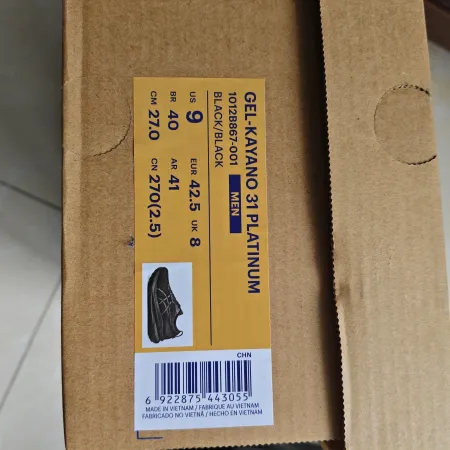 GEL-KAYANO 31 PLATINUM
1012B867-001 MEN
BLACK/BLACK
US 9 EUR 42.5 UK 8
BR 40 AR 41
CM 27.0 CN 270(2.5)
CHN
6 922875 443055
MADE IN VIETNAM / FABRIQUE AU VIETNAM
FABRICADO NO VIETNÃ / HECHO EN VIETNAM